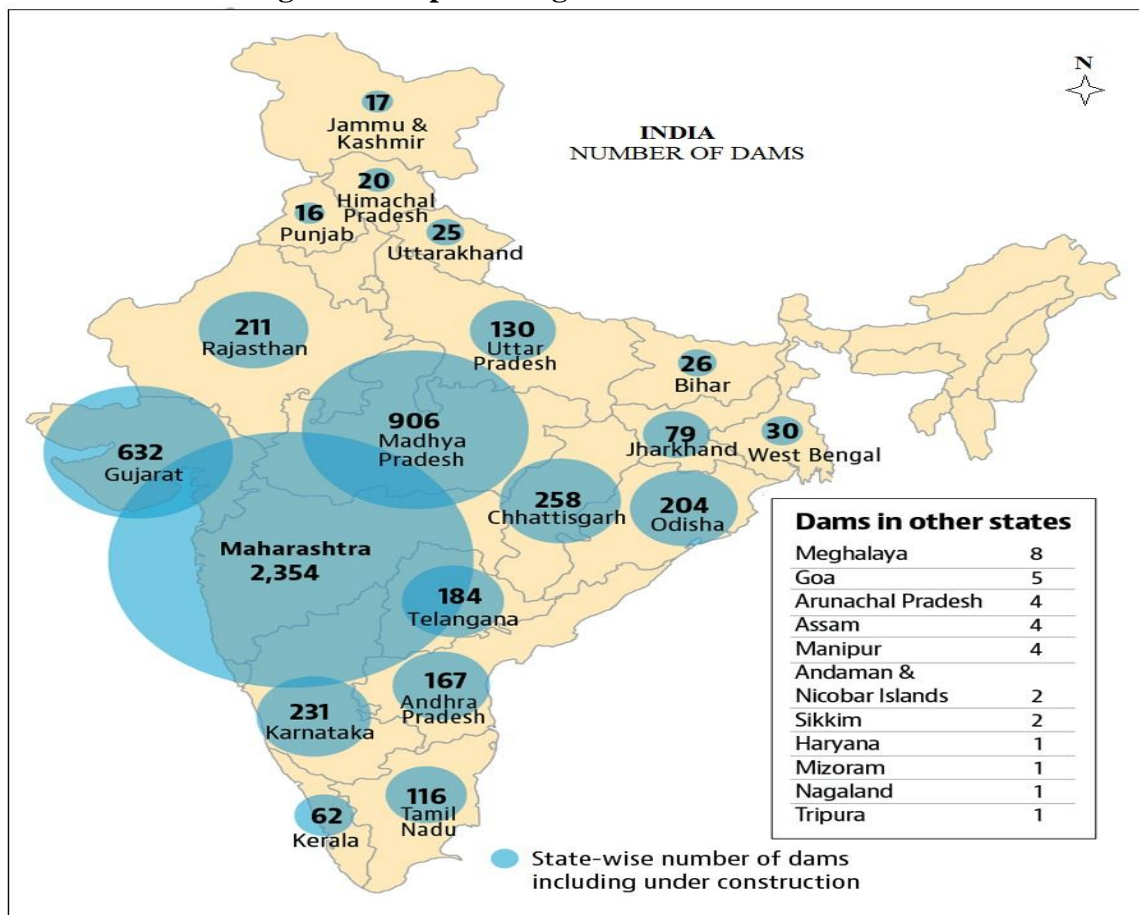 N
INDIA
NUMBER OF DAMS
17
Jammu &
Kashmir
20
Himachal
Pradesh
16
Punjab
25
Uttarakhand
211
Rajasthan
130
Uttar
Pradesh
26
Bihar
906
Madhya
Pradesh
632
Gujarat
79
Jharkhand
30
West Bengal
258
Chhattisgarh
204
Odisha
Maharashtra
2,354
184
Telangana
167
Andhra
Pradesh
231
Karnataka
116
Tamil
Nadu
62
Kerala
Dams in other states
Meghalaya 8
Goa 5
Arunachal Pradesh 4
Assam 4
Manipur 4
Andaman &
Nicobar Islands 2
Sikkim 2
Haryana 1
Mizoram 1
Nagaland 1
Tripura 1
State-wise number of dams
including under construction